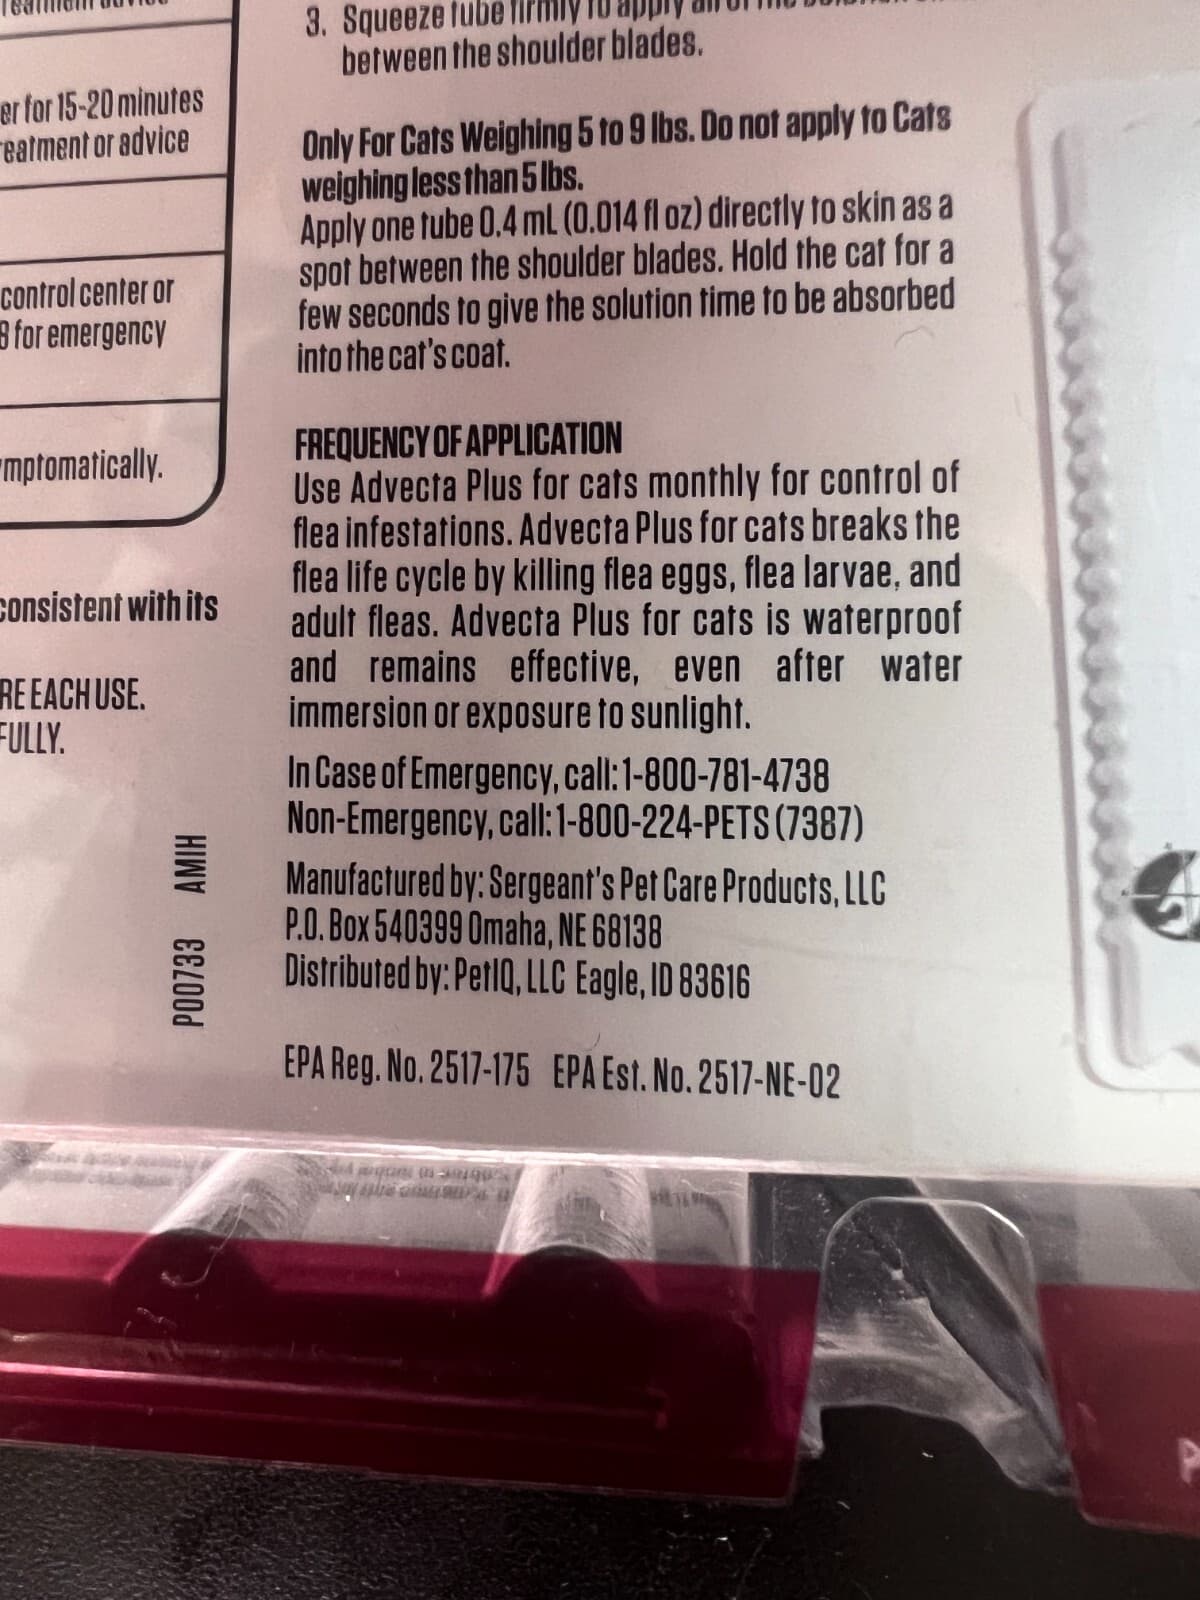 er for 15-20 minutes
eatment or advice
control center or
8 for emergency
mptomatically.
consistent with its
RE EACH USE.
FULLY.
P00733 AMIH
3. Squeeze tube firmly to apply all of the
between the shoulder blades.
Only For Cats Weighing 5 to 9 lbs. Do not apply to Cats
weighing less than 5 lbs.
Apply one tube 0.4 mL (0.014 fl oz) directly to skin as a
spot between the shoulder blades. Hold the cat for a
few seconds to give the solution time to be absorbed
into the cat's coat.
FREQUENCY OF APPLICATION
Use Advecta Plus for cats monthly for control of
flea infestations. Advecta Plus for cats breaks the
flea life cycle by killing flea eggs, flea larvae, and
adult fleas. Advecta Plus for cats is waterproof
and remains effective, even after water
immersion or exposure to sunlight.
In Case of Emergency, call: 1-800-781-4738
Non-Emergency, call: 1-800-224-PETS (7387)
Manufactured by: Sergeant's Pet Care Products, LLC
P.O. Box 540399 Omaha, NE 68138
Distributed by: PetIQ, LLC Eagle, ID 83616
EPA Reg. No. 2517-175 EPA Est. No. 2517-NE-02